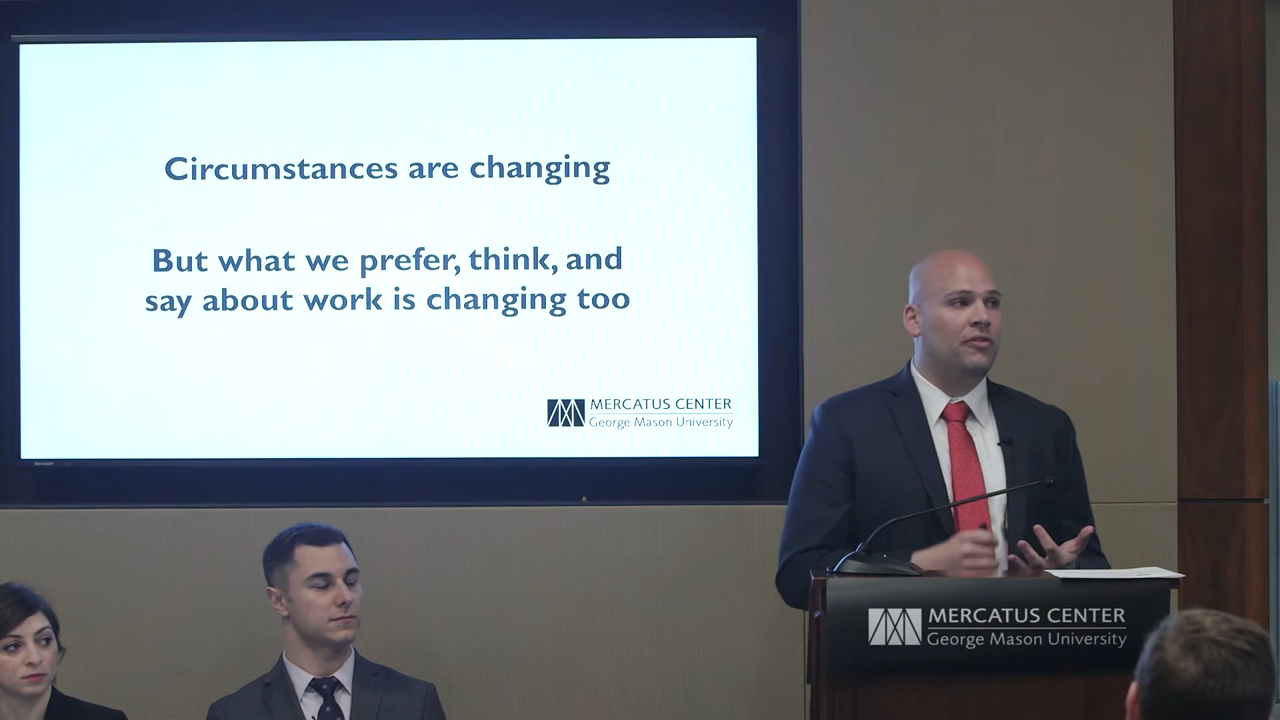 Circumstances are changing
But what we prefer, think, and
say about work is changing too
MERCATUS CENTER
George Mason University
SHARP
MERCATUS CENTER
George Mason University